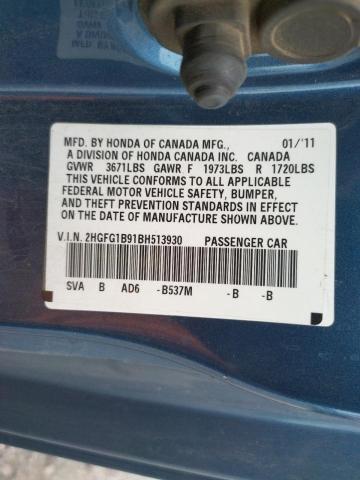 MFD. BY HONDA OF CANADA MFG., 01/'11
A DIVISION OF HONDA CANADA INC. CANADA
GVWR 3671LBS GAWR F 1973LBS R 1720LBS
THIS VEHICLE CONFORMS TO ALL APPLICABLE
FEDERAL MOTOR VEHICLE SAFETY, BUMPER,
AND THEFT PREVENTION STANDARDS IN EFFECT
ON THE DATE OF MANUFACTURE SHOWN ABOVE.
V.I.N. 2HGFG1B91BH513930 PASSENGER CAR
SVA B AD6 -B537M -B -B